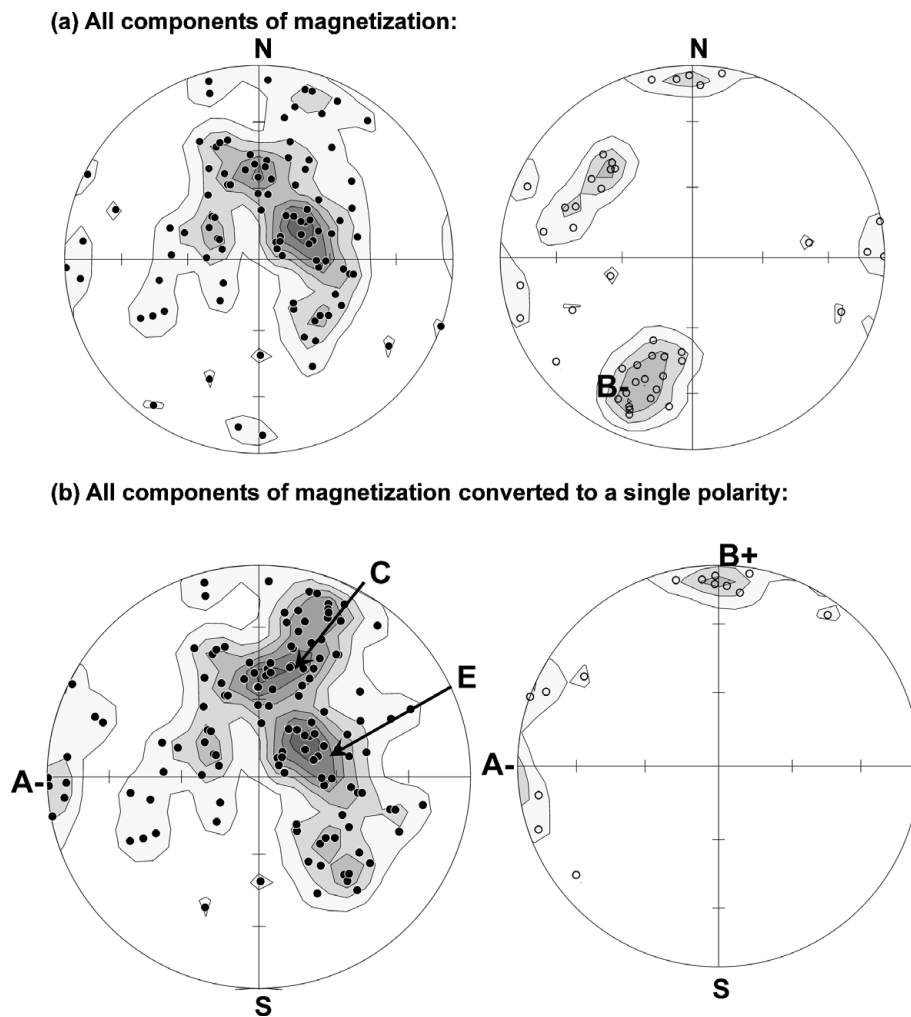 (a) All components of magnetization:
N N
B-
(b) All components of magnetization converted to a single polarity:
C B+
E
A- A-
S S